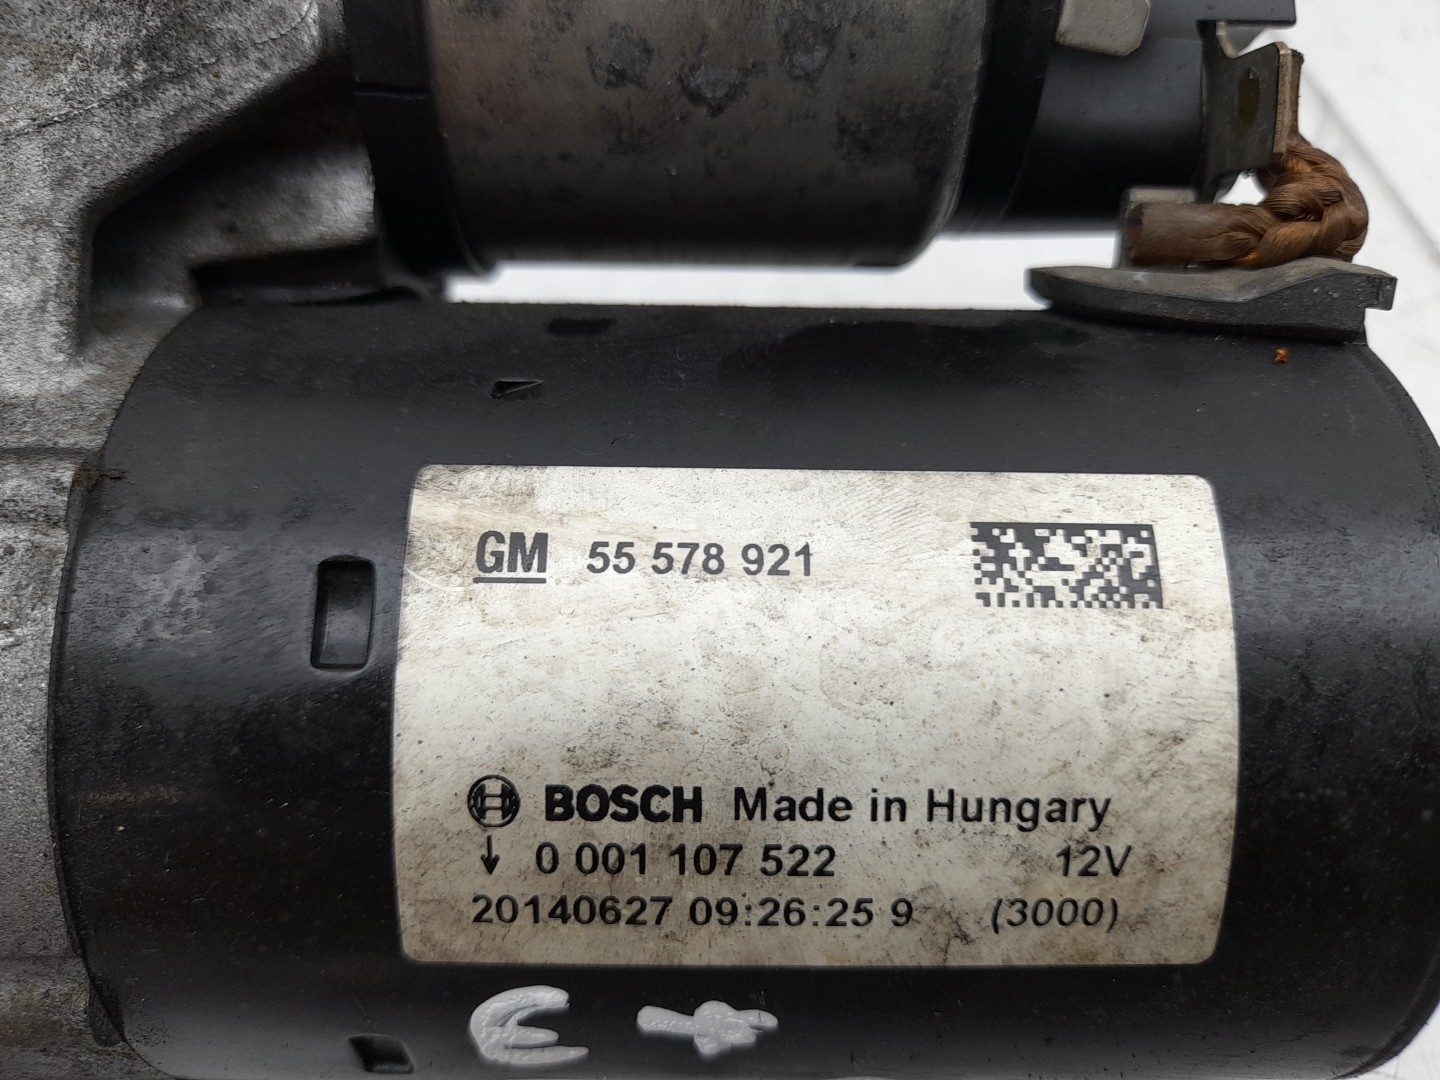 GM 55 578 921
BOSCH Made in Hungary
↓ 0 001 107 522 12V
20140627 09:26:25 9 (3000)